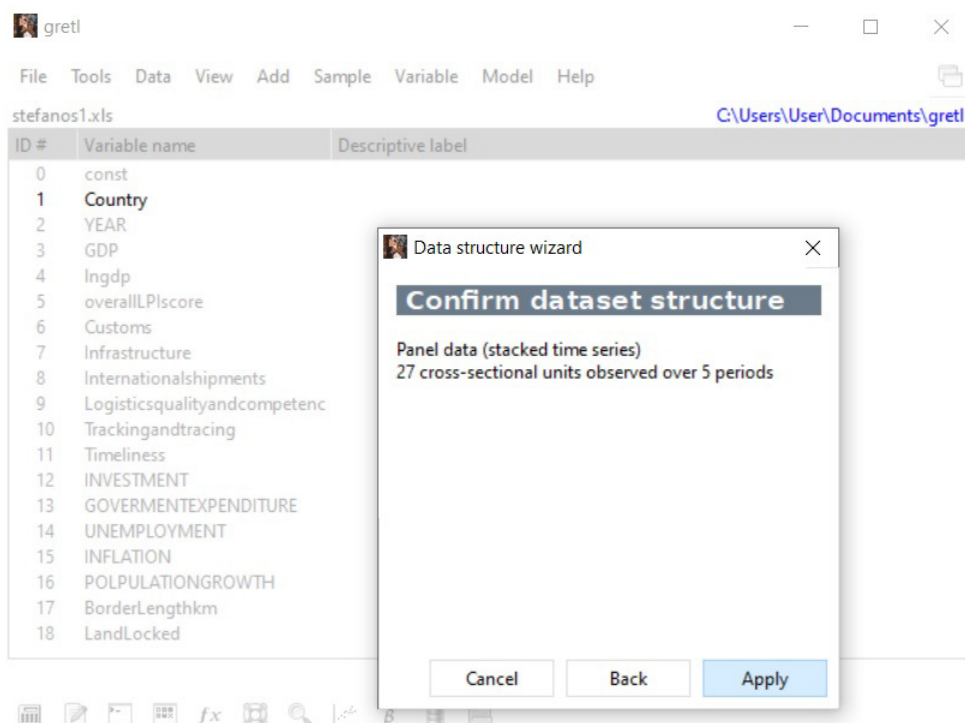 gretl
File Tools Data View Add Sample Variable Model Help
stefanos1.xls C:\Users\User\Documents\gretl
ID # Variable name Descriptive label
0 const
1 Country
2 YEAR
3 GDP
4 lngdp
5 overallLPIscore
6 Customs
7 Infrastructure
8 Internationalshipments
9 Logisticsqualityandcompetenc
10 Trackingandtracing
11 Timeliness
12 INVESTMENT
13 GOVERMENTEXPENDITURE
14 UNEMPLOYMENT
15 INFLATION
16 POLPULATIONGROWTH
17 BorderLengthkm
18 LandLocked
Data structure wizard
Confirm dataset structure
Panel data (stacked time series)
27 cross-sectional units observed over 5 periods
Cancel Back Apply
fx β